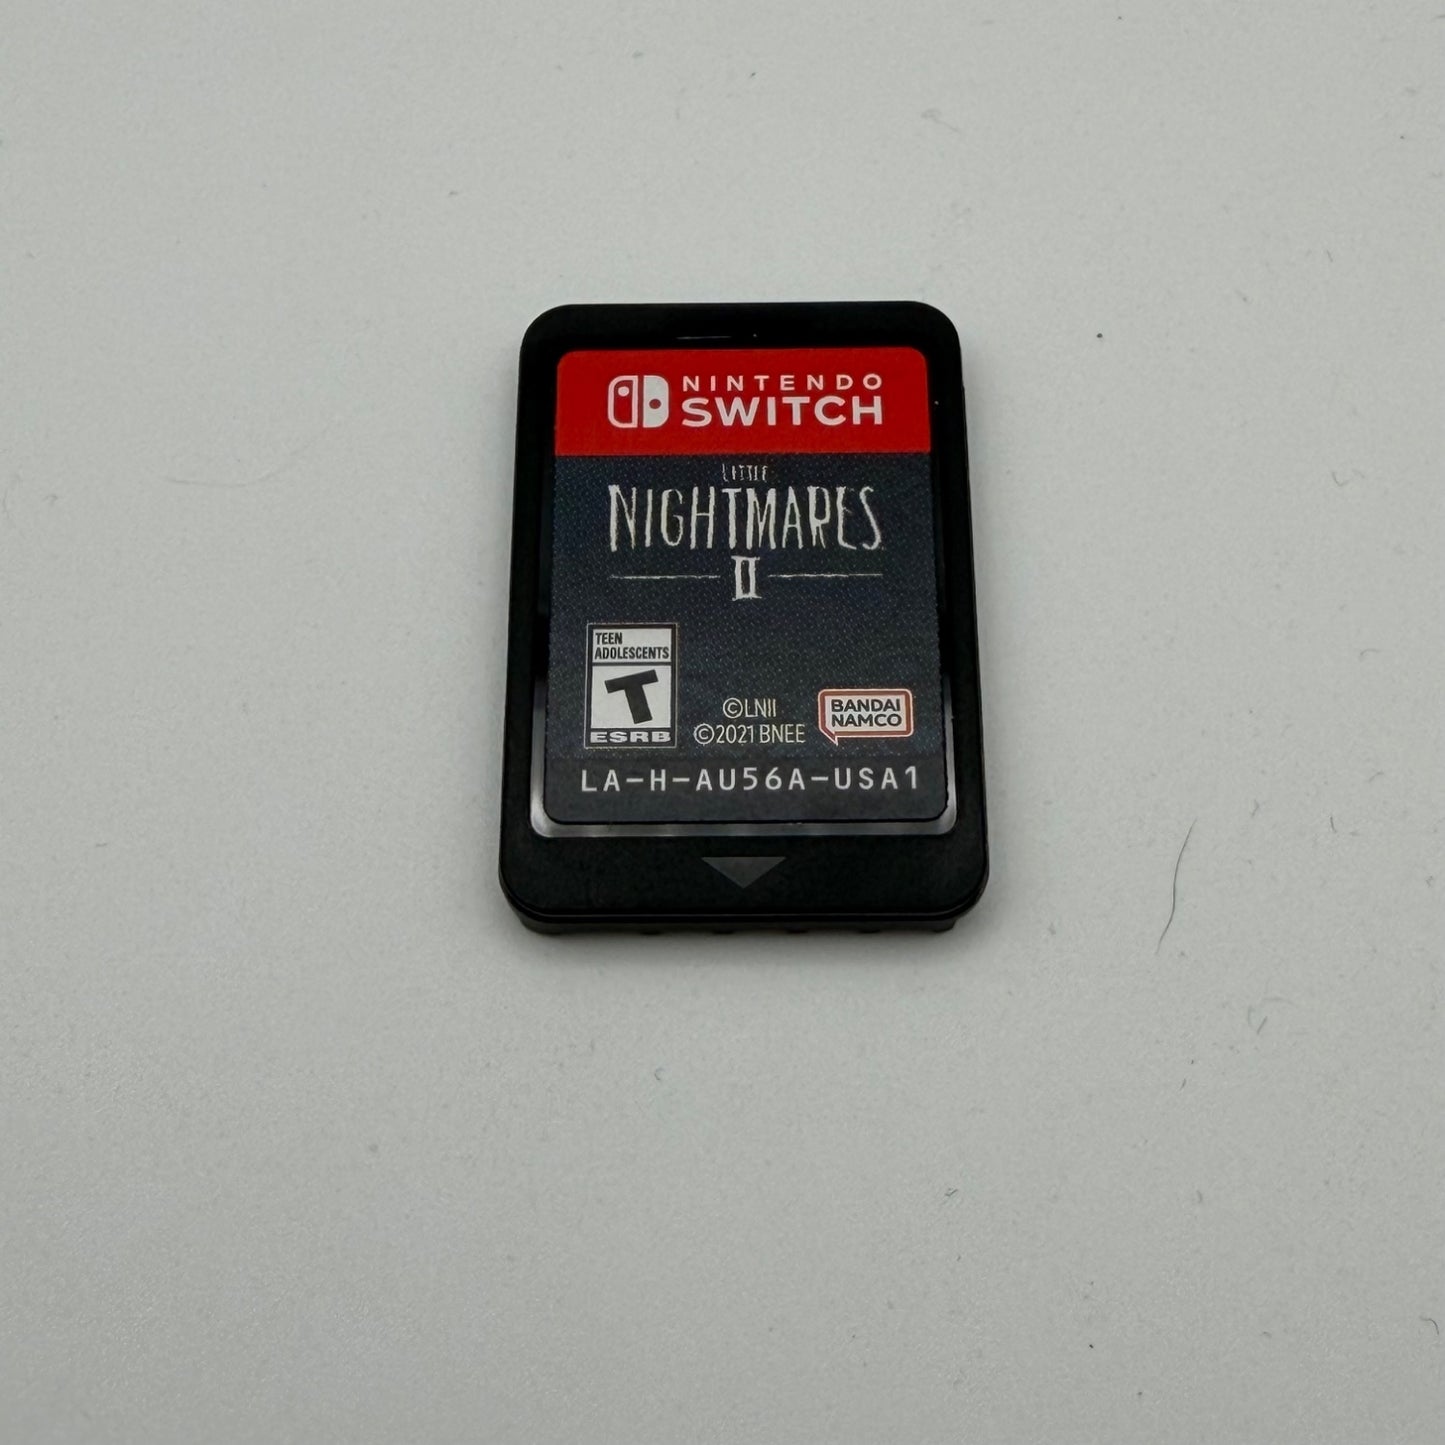 NINTENDO
SWITCH
LITTLE
NIGHTMARES
II
TEEN
ADOLESCENTS
T
ESRB
©LNII
©2021 BNEE
BANDAI
NAMCO
LA-H-AU56A-USA1